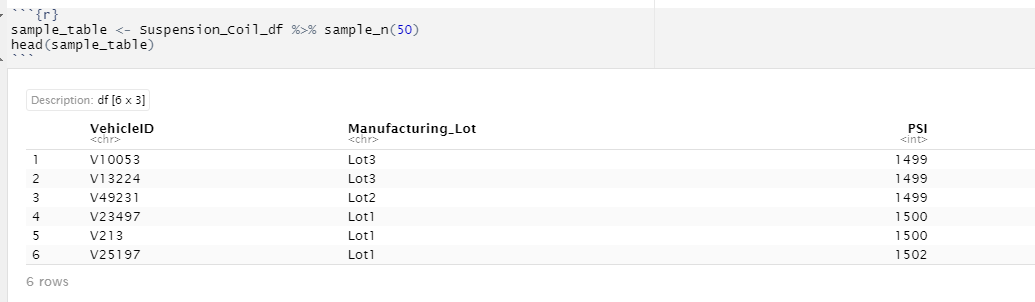 ```{r}
sample_table <- Suspension_Coil_df %>% sample_n(50)
head(sample_table)
```
Description: df [6 x 3]
VehicleID Manufacturing_Lot PSI
<chr> <chr> <int>
1 V10053 Lot3 1499
2 V13224 Lot3 1499
3 V49231 Lot2 1499
4 V23497 Lot1 1500
5 V213 Lot1 1500
6 V25197 Lot1 1502
6 rows